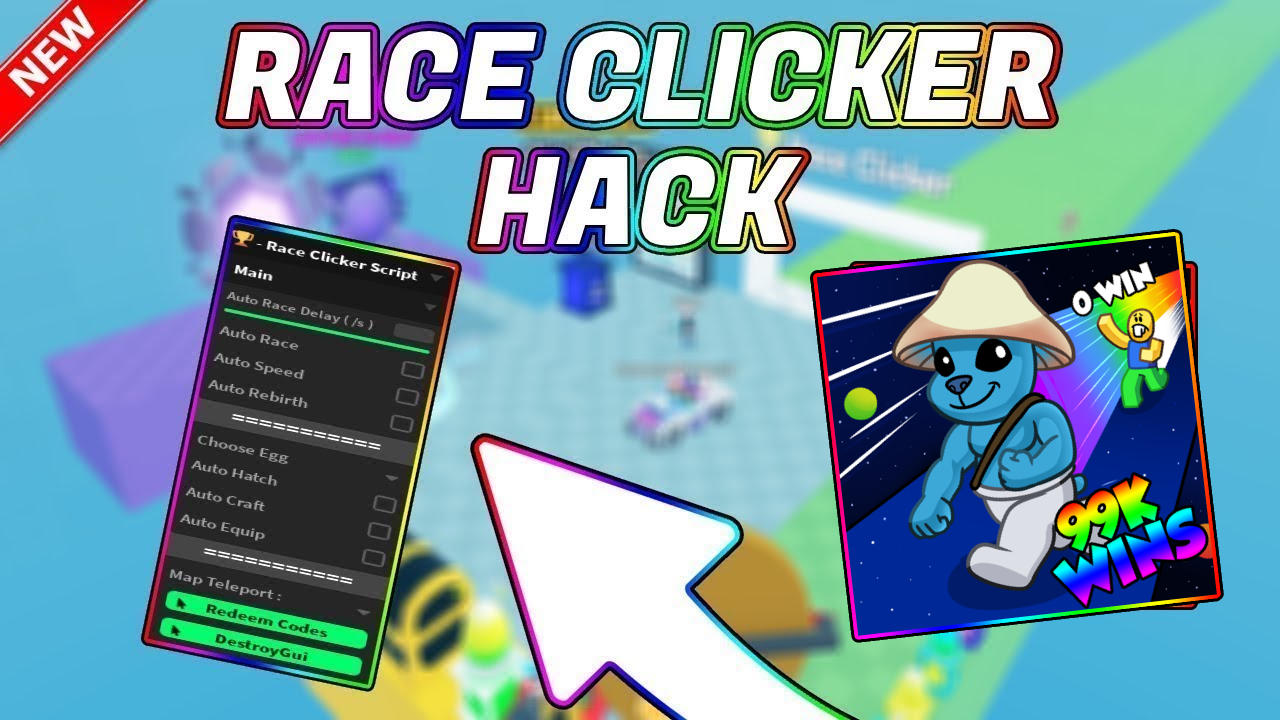 NEW
RACE CLICKER
HACK
🏆 - Race Clicker Script
Main
Auto Race Delay ( /s )
Auto Race
Auto Speed
Auto Rebirth
===========
Choose Egg
Auto Hatch
Auto Craft
Auto Equip
===========
Map Teleport :
Redeem Codes
DestroyGui
0 WIN
99K
WINS